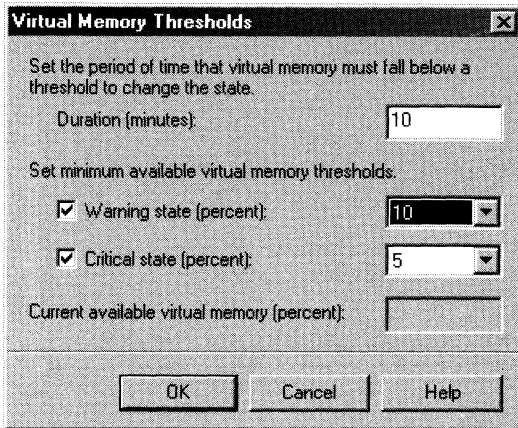 Virtual Memory Thresholds
Set the period of time that virtual memory must fall below a
threshold to change the state.
Duration (minutes): 10
Set minimum available virtual memory thresholds.
Warning state (percent): 10
Critical state (percent): 5
Current available virtual memory (percent):
OK Cancel Help